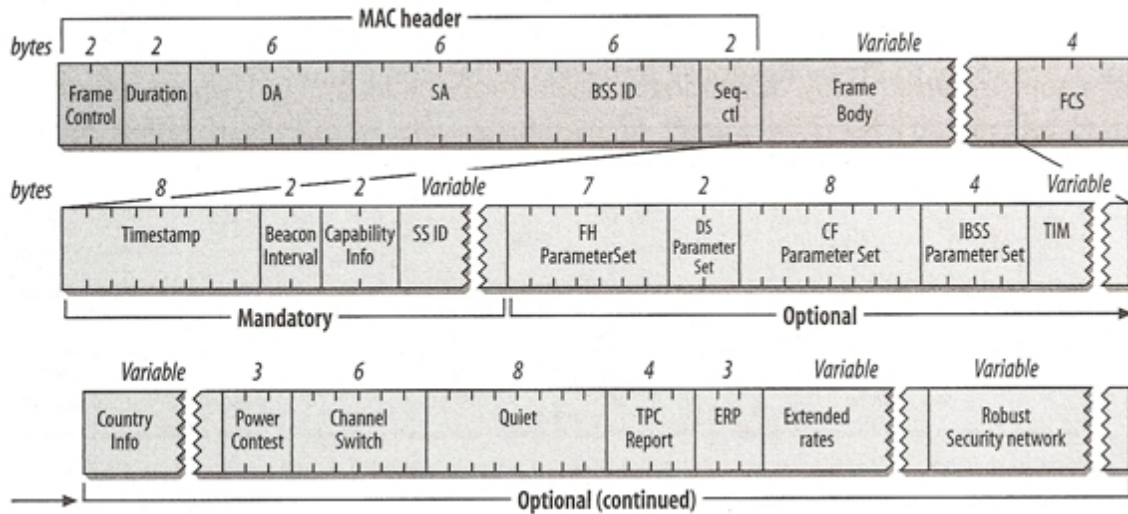 MAC header
bytes 2 2 6 6 6 2 Variable 4
Frame Control Duration DA SA BSS ID Seq-ctl Frame Body FCS
bytes 8 2 2 Variable 7 2 8 4 Variable
Timestamp Beacon Interval Capability Info SS ID FH ParameterSet DS Parameter Set CF Parameter Set IBSS Parameter Set TIM
Mandatory Optional
Variable 3 6 8 4 3 Variable Variable
Country Info Power Contest Channel Switch Quiet TPC Report ERP Extended rates Robust Security network
Optional (continued)